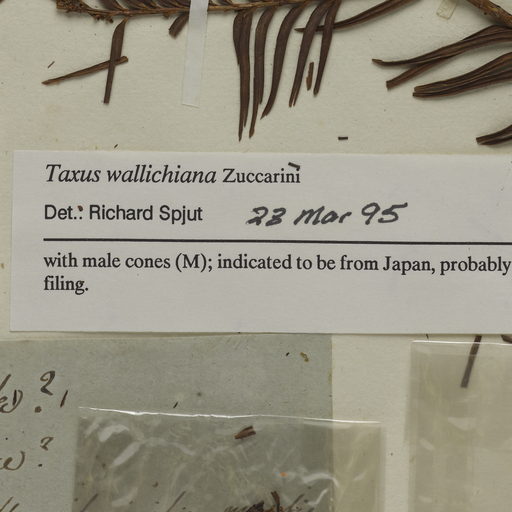 Taxus wallichiana Zuccarini
Det.: Richard Spjut 23 Mar 95
with male cones (M); indicated to be from Japan, probably
filing.
?
?